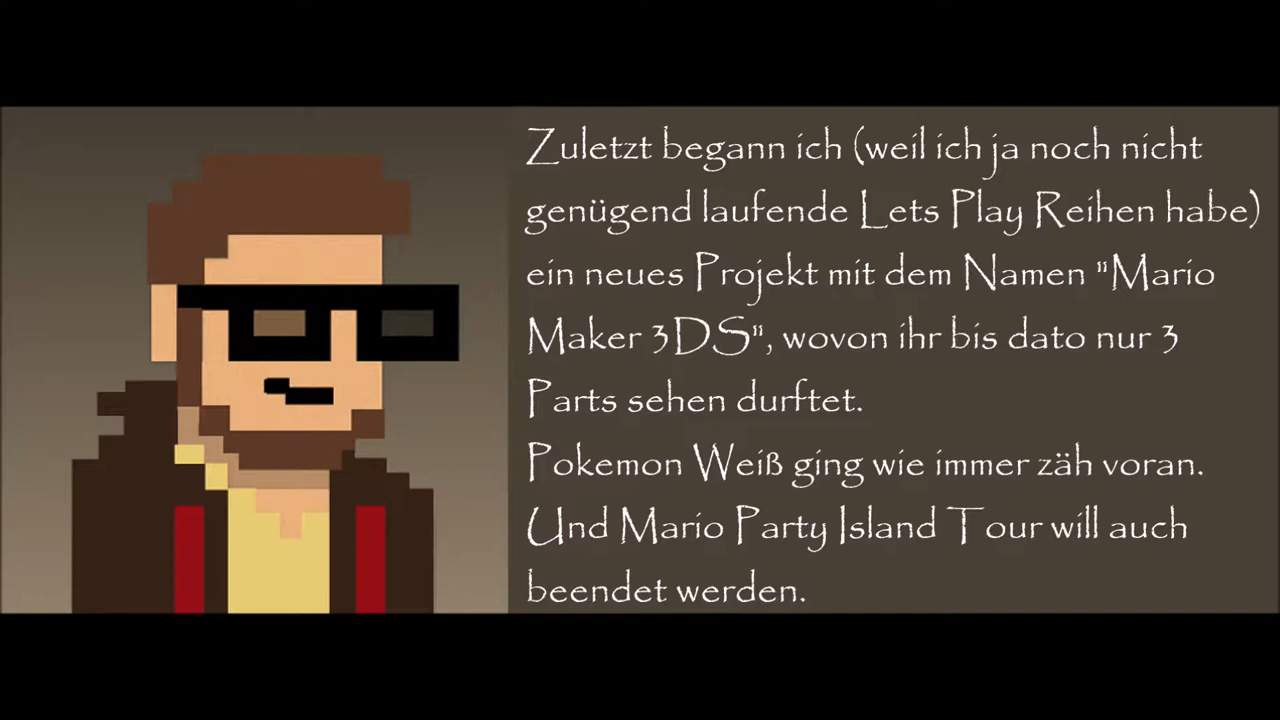 Zuletzt begann ich (weil ich ja noch nicht
genügend laufende Lets Play Reihen habe)
ein neues Projekt mit dem Namen "Mario
Maker 3DS", wovon ihr bis dato nur 3
Parts sehen durftet.
Pokemon Weiß ging wie immer zäh voran.
Und Mario Party Island Tour will auch
beendet werden.